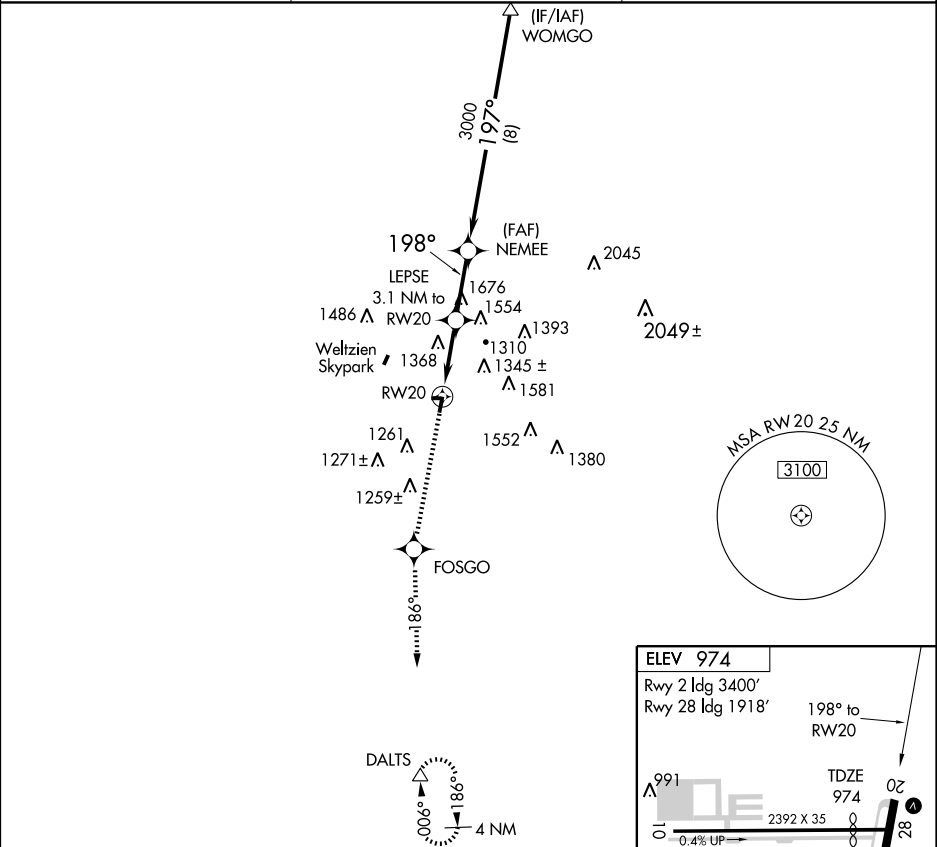 (IF/IAF)
WOMGO
3000
197°
(8)
(FAF)
NEMEE
198°
LEPSE
3.1 NM to
RW20
1676
1554
2045
2049±
1486
1393
Weltzien
Skypark
1368
1310
1345 ±
1581
RW20
1261
1271±
1552
1380
1259±
MSA RW20 25 NM
3100
FOSGO
186°
DALTS
006°
186°
4 NM
ELEV 974
Rwy 2 ldg 3400'
Rwy 28 ldg 1918'
198° to
RW20
991
TDZE
974
20
2392 X 35
10
28
0.4% UP